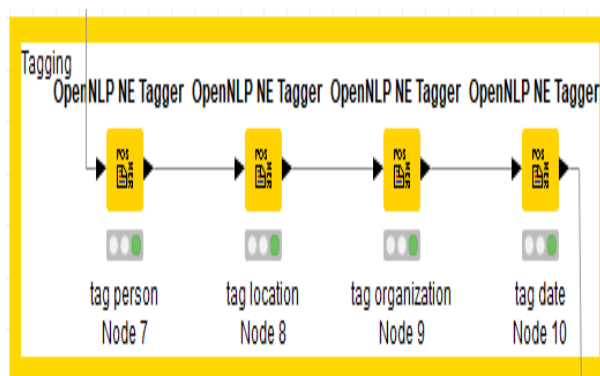 Tagging
OpenNLP NE Tagger OpenNLP NE Tagger OpenNLP NE Tagger OpenNLP NE Tagger
tag person tag location tag organization tag date
Node 7 Node 8 Node 9 Node 10